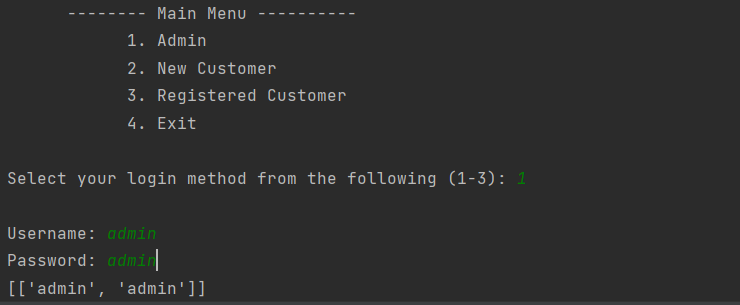 -------- Main Menu ----------
1. Admin
2. New Customer
3. Registered Customer
4. Exit
Select your login method from the following (1-3): 1
Username: admin
Password: admin
[['admin', 'admin']]